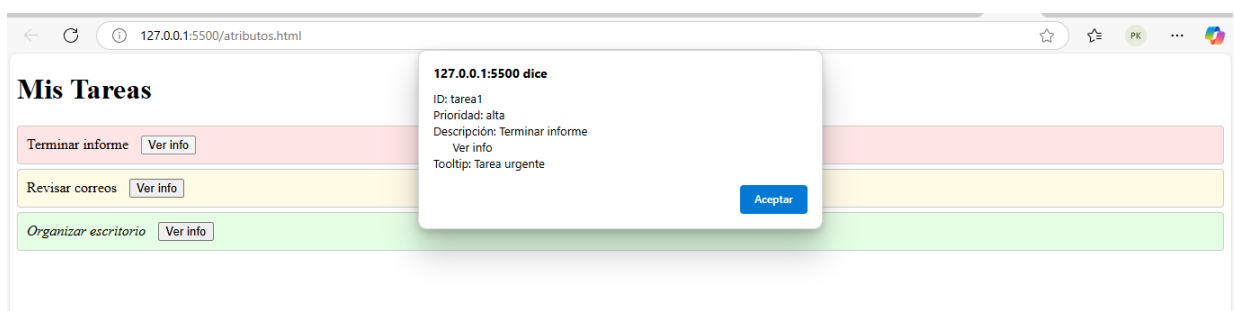 127.0.0.1:5500/atributos.html
PK
Mis Tareas
Terminar informe Ver info
Revisar correos Ver info
Organizar escritorio Ver info
127.0.0.1:5500 dice
ID: tarea1
Prioridad: alta
Descripción: Terminar informe
Ver info
Tooltip: Tarea urgente
Aceptar